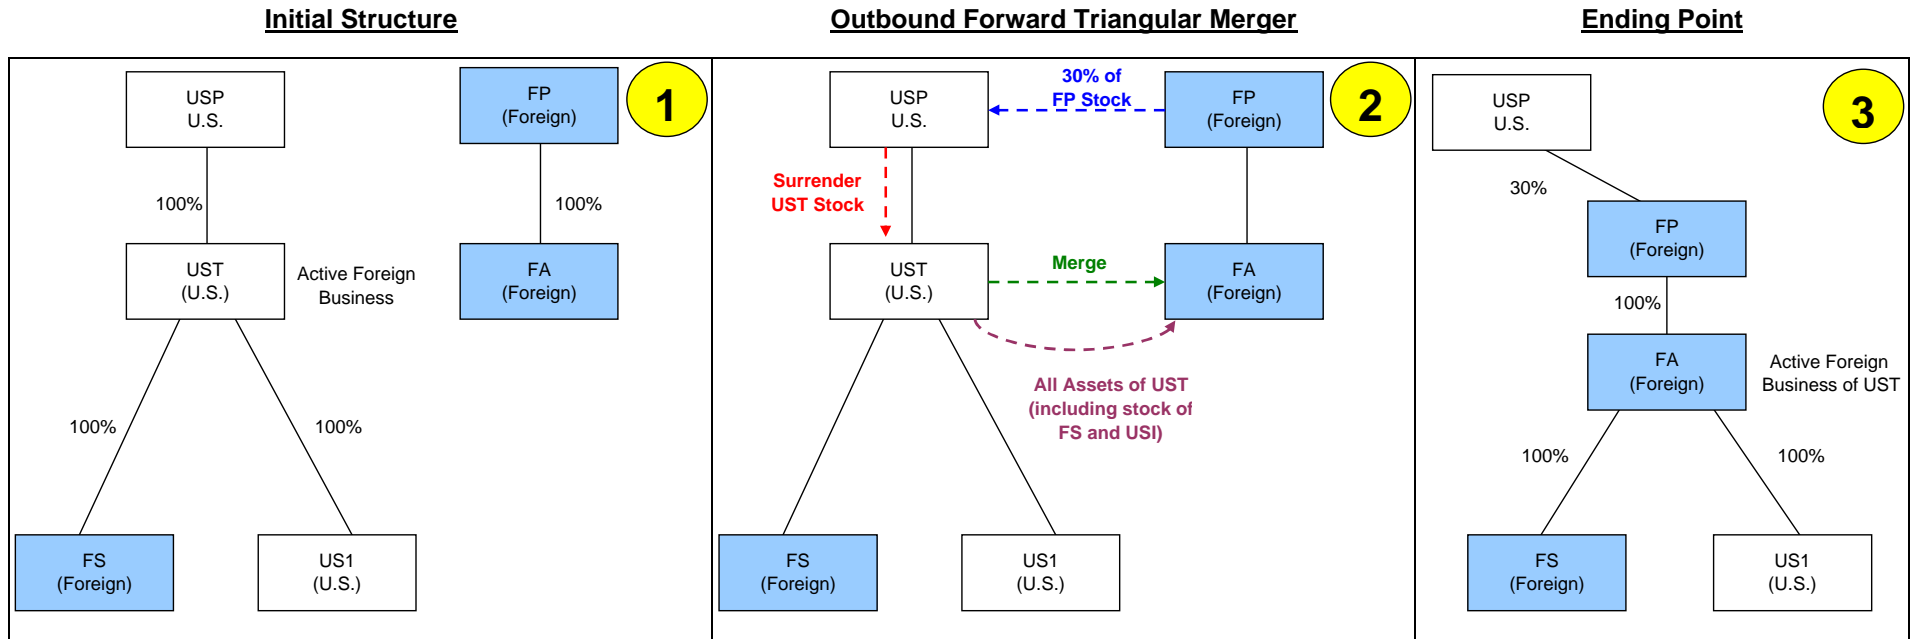 Initial Structure
USP
U.S.
FP
(Foreign)
1
100%
100%
UST
(U.S.)
Active Foreign
Business
FA
(Foreign)
100%
100%
FS
(Foreign)
US1
(U.S.)
Outbound Forward Triangular Merger
USP
U.S.
30% of
FP Stock
FP
(Foreign)
2
Surrender
UST Stock
UST
(U.S.)
Merge
FA
(Foreign)
All Assets of UST
(including stock of
FS and USI)
FS
(Foreign)
US1
(U.S.)
Ending Point
USP
U.S.
3
30%
FP
(Foreign)
100%
FA
(Foreign)
Active Foreign
Business of UST
100%
100%
FS
(Foreign)
US1
(U.S.)